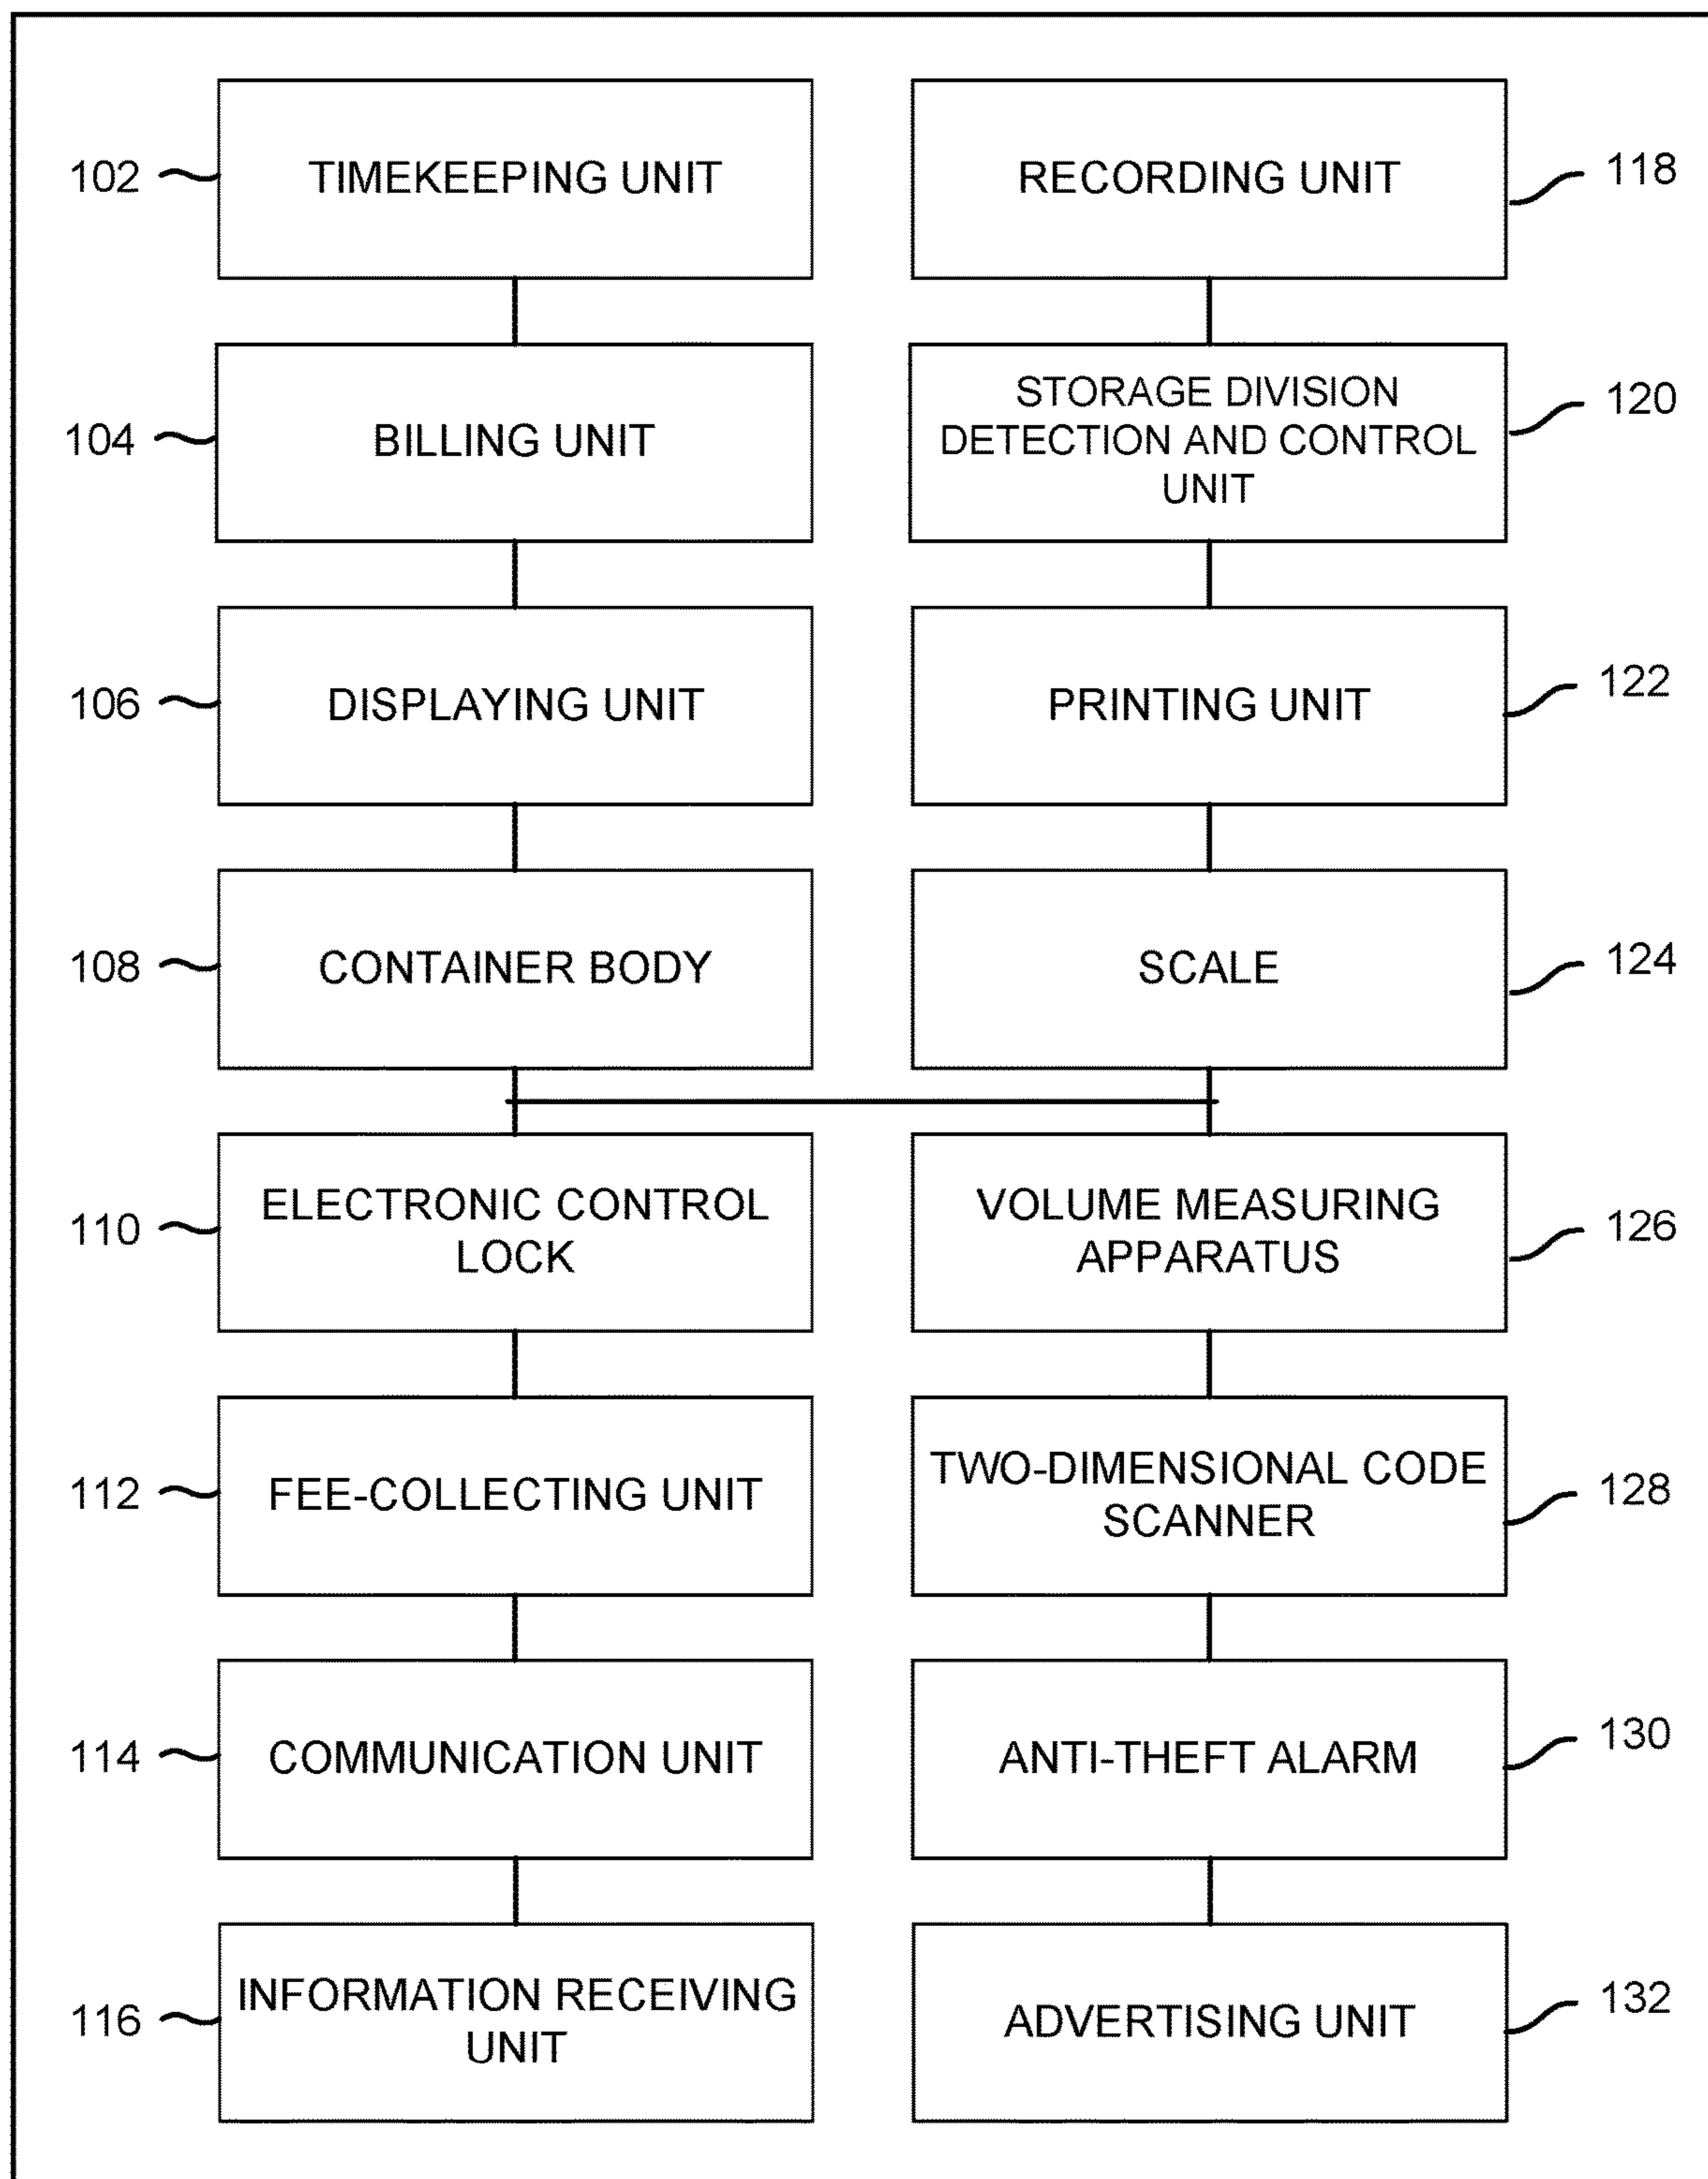 102
TIMEKEEPING UNIT
104
BILLING UNIT
106
DISPLAYING UNIT
108
CONTAINER BODY
110
ELECTRONIC CONTROL
LOCK
112
FEE-COLLECTING UNIT
114
COMMUNICATION UNIT
116
INFORMATION RECEIVING
UNIT
RECORDING UNIT
118
STORAGE DIVISION
DETECTION AND CONTROL
UNIT
120
PRINTING UNIT
122
SCALE
124
VOLUME MEASURING
APPARATUS
126
TWO-DIMENSIONAL CODE
SCANNER
128
ANTI-THEFT ALARM
130
ADVERTISING UNIT
132